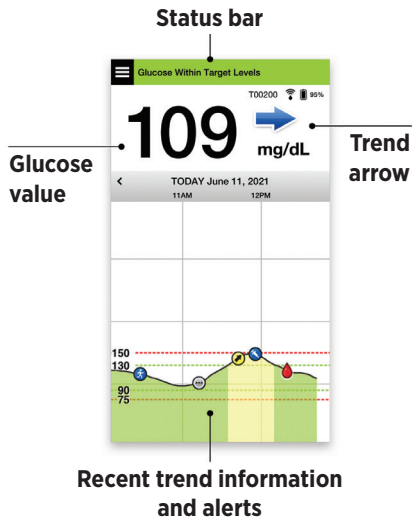 Status bar
Glucose Within Target Levels
T00200 95%
109
mg/dL
Glucose
value
Trend
arrow
< TODAY June 11, 2021
11AM 12PM
150
130
90
75
Recent trend information
and alerts